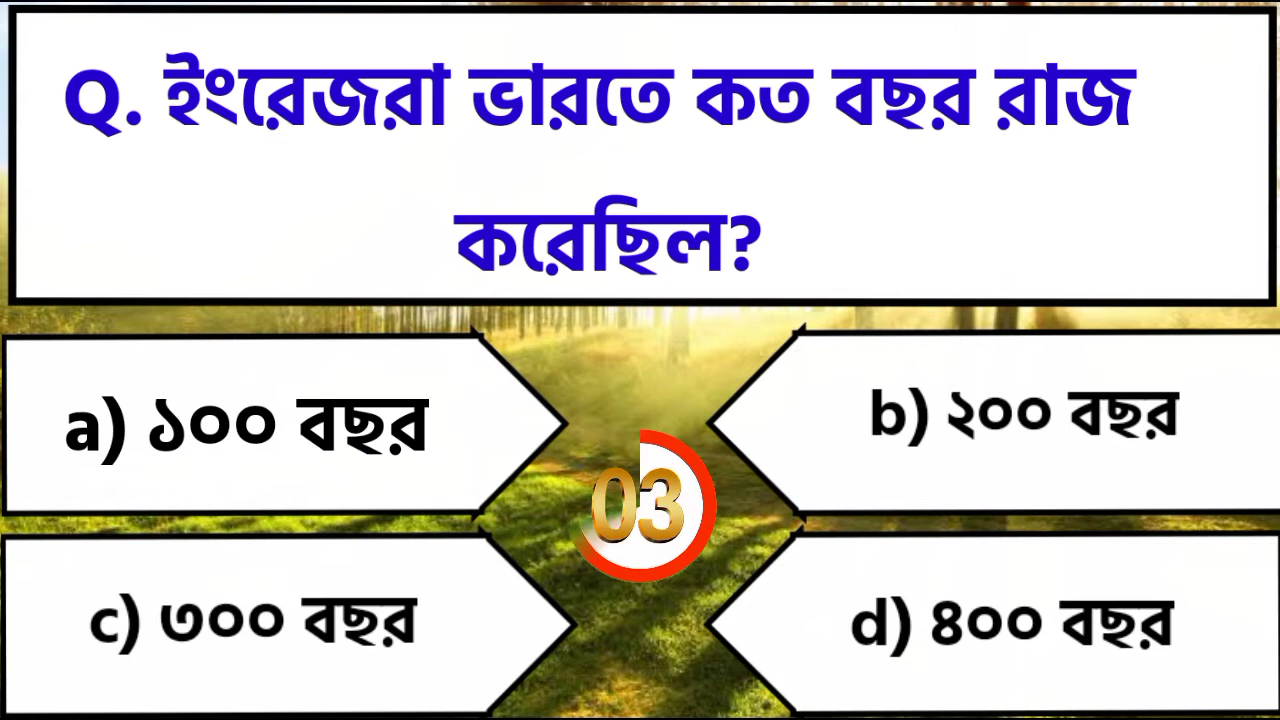 Q. ইংরেজরা ভারতে কত বছর রাজ
করেছিল?
a) ১০০ বছর
b) ২০০ বছর
03
c) ৩০০ বছর
d) ৪০০ বছর